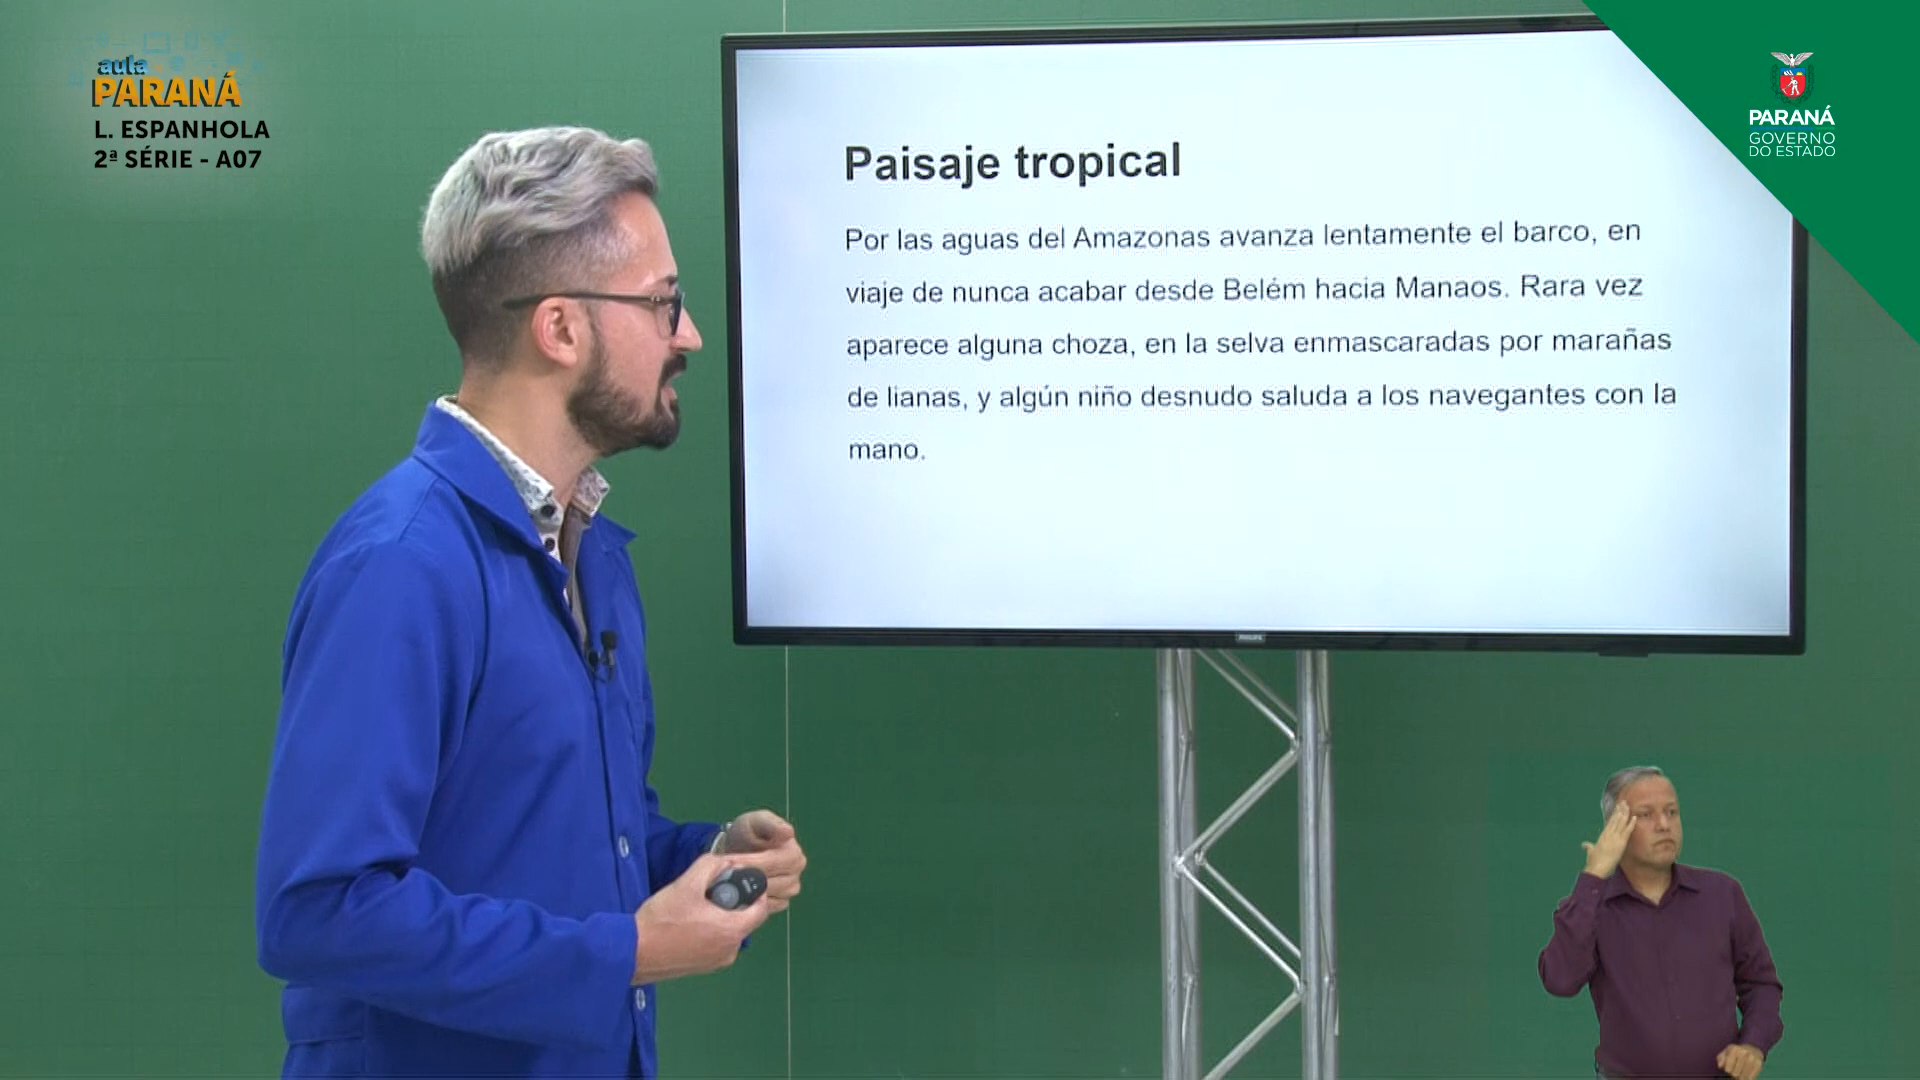 aula
PARANÁ
L. ESPANHOLA
2ª SÉRIE - A07
PARANÁ
GOVERNO
DO ESTADO
Paisaje tropical
Por las aguas del Amazonas avanza lentamente el barco, en
viaje de nunca acabar desde Belém hacia Manaos. Rara vez
aparece alguna choza, en la selva enmascaradas por marañas
de lianas, y algún niño desnudo saluda a los navegantes con la
mano.
PHILIPS